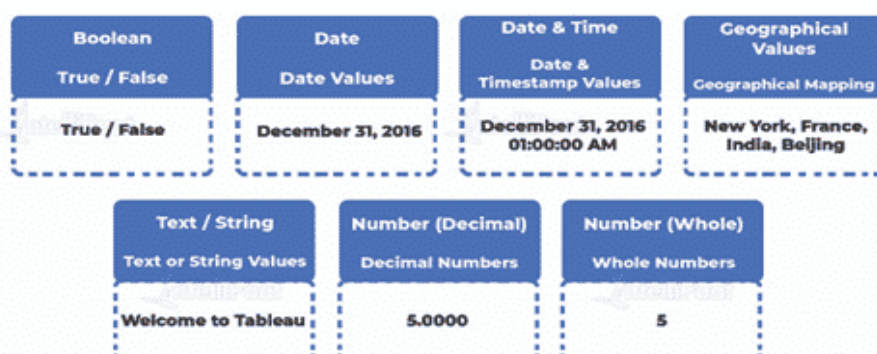 Boolean
True / False
True / False
Date
Date Values
December 31, 2016
Date & Time
Date &
Timestamp Values
December 31, 2016
01:00:00 AM
Geographical
Values
Geographical Mapping
New York, France,
India, Beijing
Text / String
Text or String Values
Welcome to Tableau
Number (Decimal)
Decimal Numbers
5.0000
Number (Whole)
Whole Numbers
5